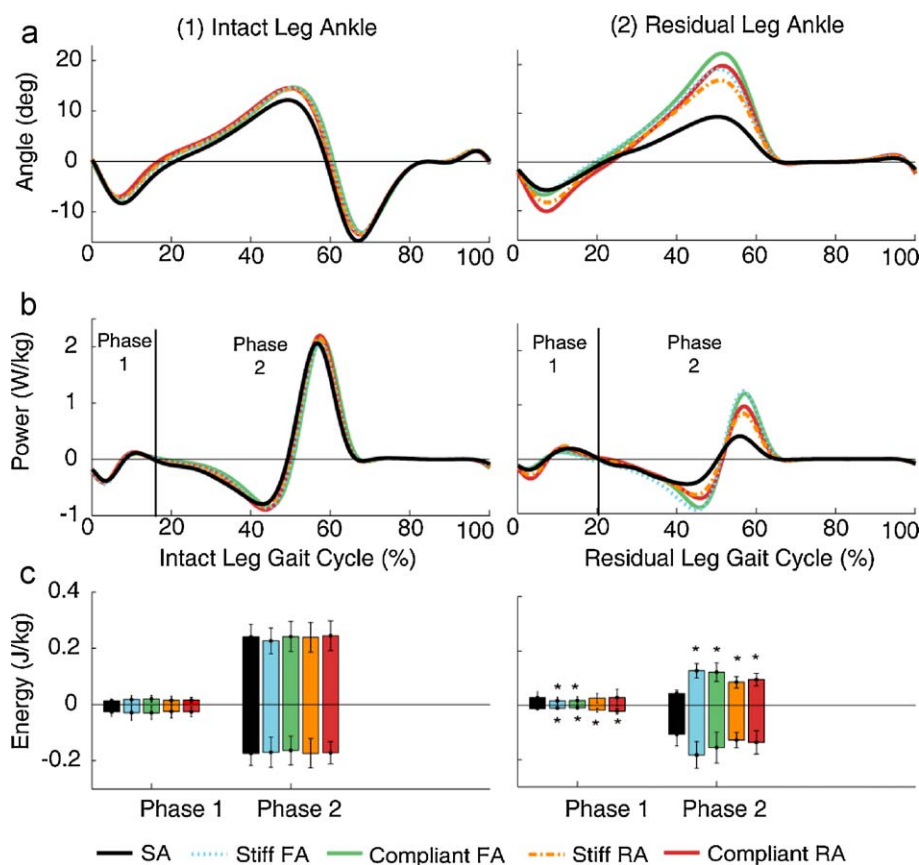 a
(1) Intact Leg Ankle
(2) Residual Leg Ankle
Angle (deg)
20
10
0
-10
0 20 40 60 80 100
0 20 40 60 80 100
b
Power (W/kg)
2
1
0
-1
Phase 1
Phase 2
Phase 1
Phase 2
0 20 40 60 80 100
Intact Leg Gait Cycle (%)
0 20 40 60 80 100
Residual Leg Gait Cycle (%)
c
Energy (J/kg)
0.4
0.2
0
-0.2
* *
* * * *
* * * *
Phase 1 Phase 2
Phase 1 Phase 2
SA Stiff FA Compliant FA Stiff RA Compliant RA